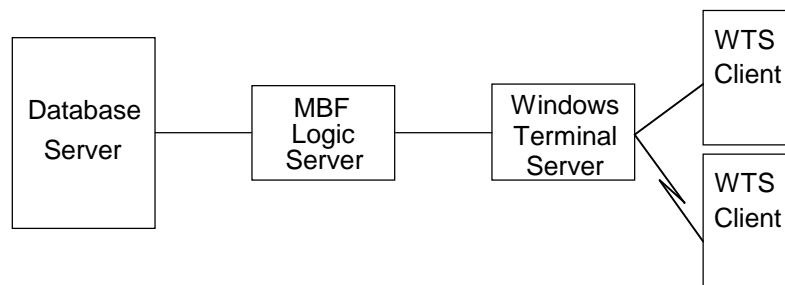 Database
Server
MBF
Logic
Server
Windows
Terminal
Server
WTS
Client
WTS
Client